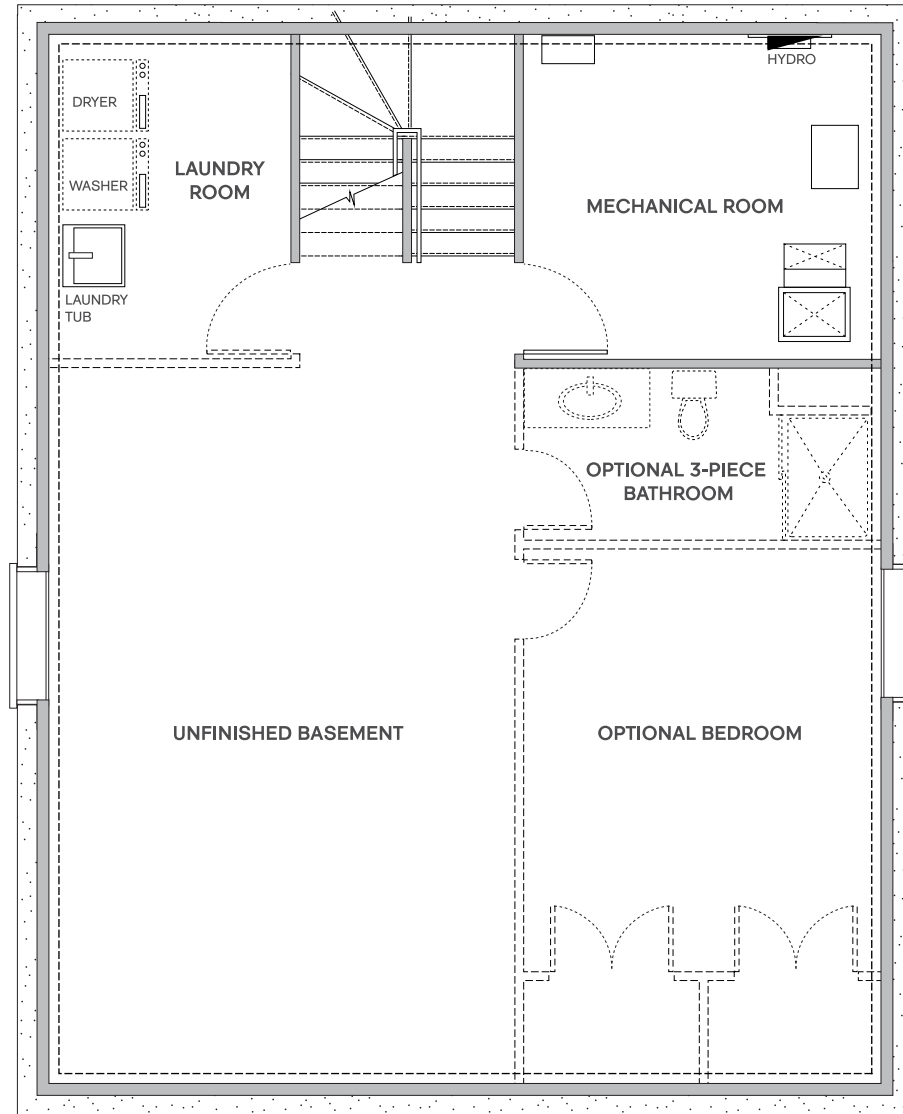 HYDRO
DRYER
WASHER
LAUNDRY
ROOM
MECHANICAL ROOM
LAUNDRY
TUB
OPTIONAL 3-PIECE
BATHROOM
UNFINISHED BASEMENT
OPTIONAL BEDROOM